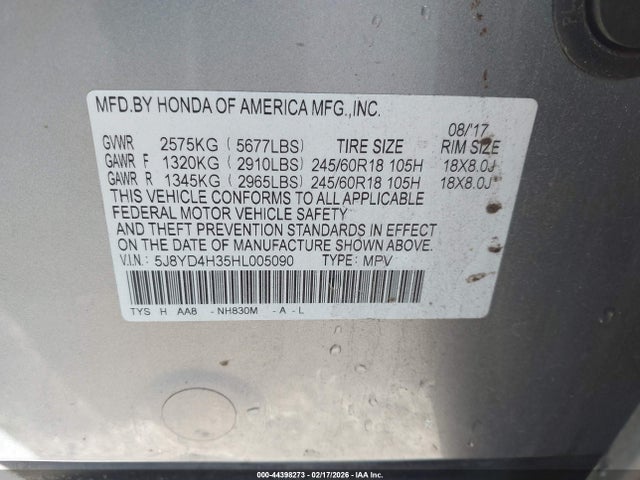 MFD.BY HONDA OF AMERICA MFG.,INC.
08/'17
GVWR 2575KG (5677LBS) TIRE SIZE RIM SIZE
GAWR F 1320KG (2910LBS) 245/60R18 105H 18X8.0J
GAWR R 1345KG (2965LBS) 245/60R18 105H 18X8.0J
THIS VEHICLE CONFORMS TO ALL APPLICABLE
FEDERAL MOTOR VEHICLE SAFETY
AND THEFT PREVENTION STANDARDS IN EFFECT
ON THE DATE OF MANUFACTURE SHOWN ABOVE.
V.I.N.: 5J8YD4H35HL005090 TYPE: MPV
TYS H AA8 - NH830M - A - L
000-44398273 - 02/17/2026 - IAA Inc.